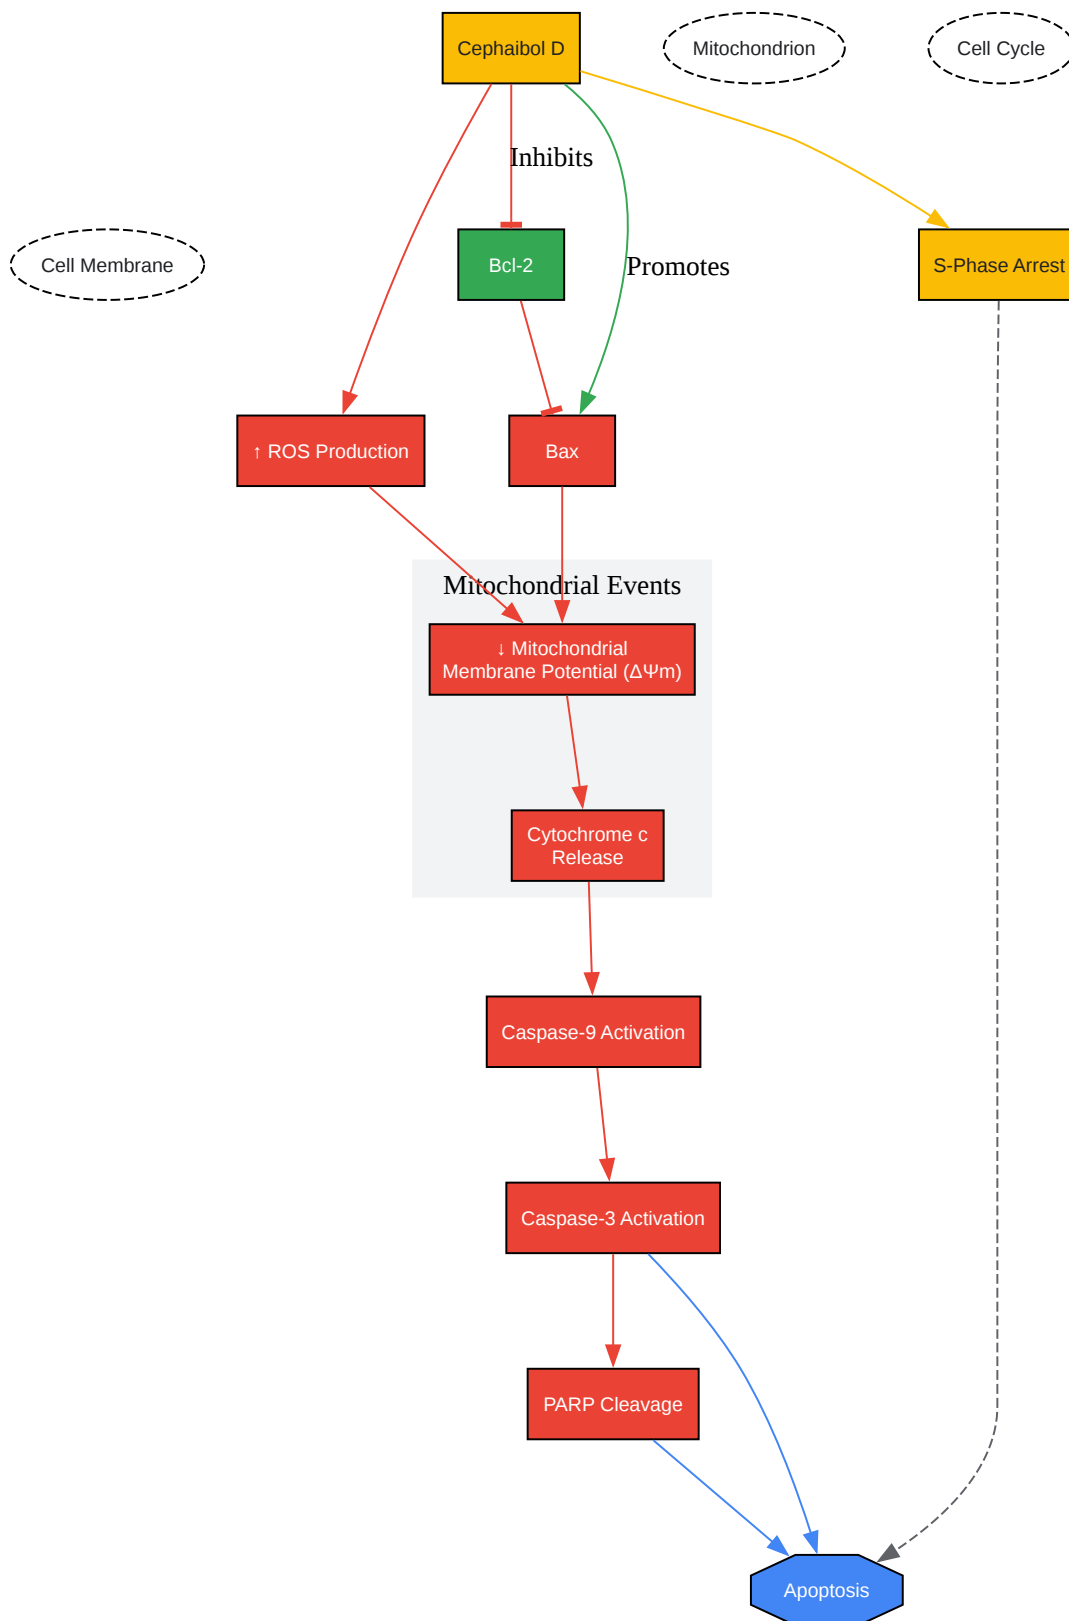 Cephaibol D
Mitochondrion
Cell Cycle
Inhibits
Cell Membrane
Bcl-2
Promotes
S-Phase Arrest
↑ ROS Production
Bax
Mitochondrial Events
↓ Mitochondrial
Membrane Potential (ΔΨm)
Cytochrome c
Release
Caspase-9 Activation
Caspase-3 Activation
PARP Cleavage
Apoptosis